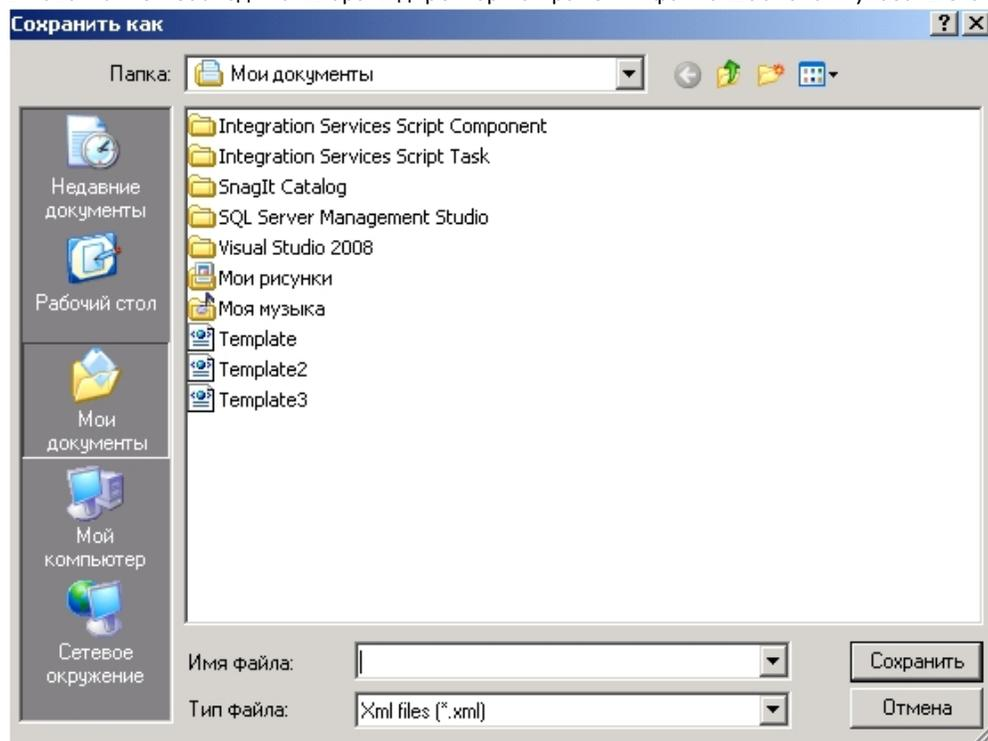 Сохранить как
Папка:
Мои документы
Недавние
документы
Рабочий стол
Мои
документы
Мой
компьютер
Сетевое
окружение
Integration Services Script Component
Integration Services Script Task
SnagIt Catalog
SQL Server Management Studio
Visual Studio 2008
Мои рисунки
Моя музыка
Template
Template2
Template3
Имя файла:
Сохранить
Тип файла:
Xml files (*.xml)
Отмена